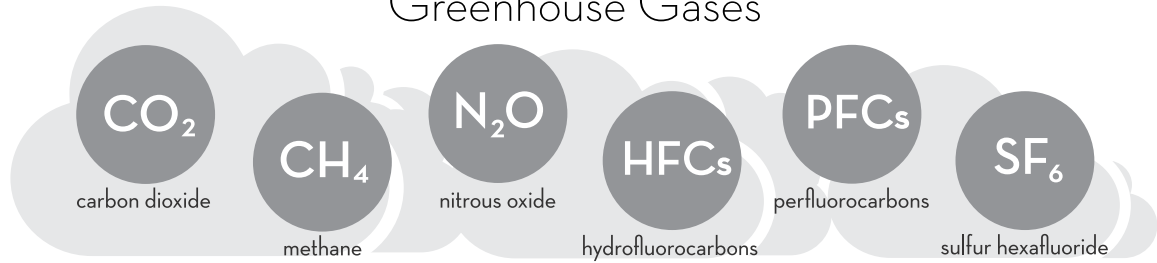 Greenhouse Gases
CO₂
carbon dioxide
CH₄
methane
N₂O
nitrous oxide
HFCs
hydrofluorocarbons
PFCs
perfluorocarbons
SF₆
sulfur hexafluoride